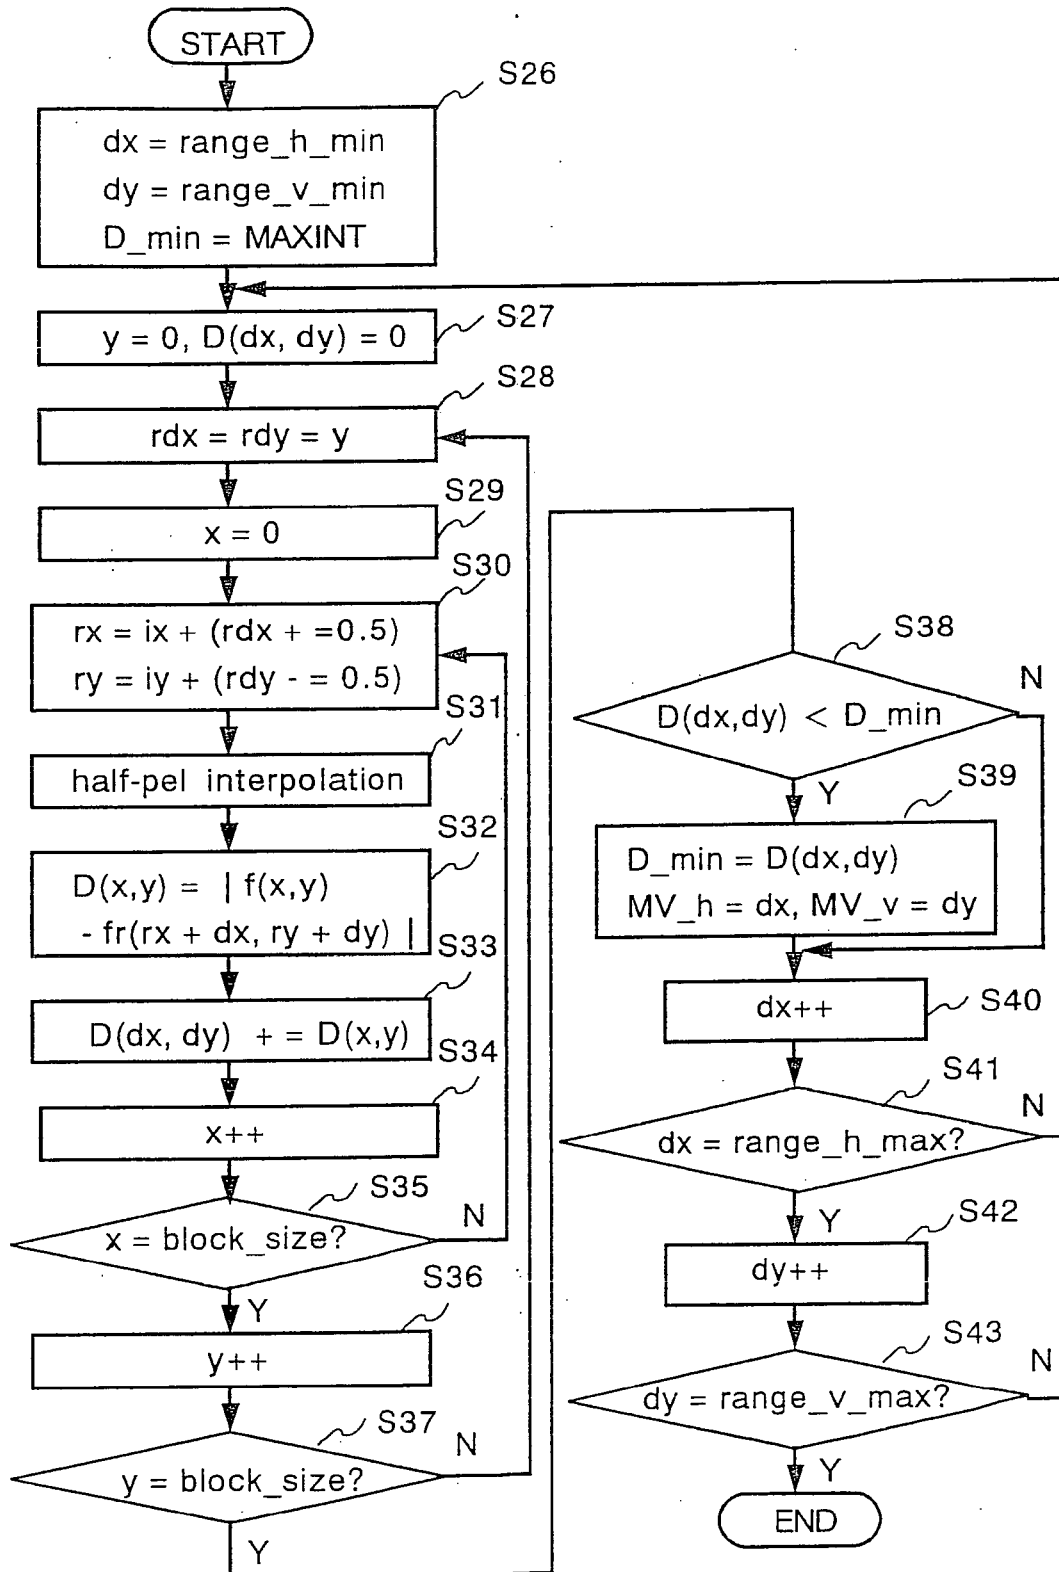 START
S26
dx = range_h_min
dy = range_v_min
D_min = MAXINT
S27
y = 0, D(dx, dy) = 0
S28
rdx = rdy = y
S29
x = 0
S30
rx = ix + (rdx + =0.5)
ry = iy + (rdy - = 0.5)
S31
half-pel interpolation
S32
D(x,y) = | f(x,y)
- fr(rx + dx, ry + dy) |
S33
D(dx, dy) + = D(x,y)
S34
x++
S35
x = block_size?
N
Y
S36
y++
S37
y = block_size?
N
Y
S38
D(dx,dy) < D_min
N
Y
S39
D_min = D(dx,dy)
MV_h = dx, MV_v = dy
S40
dx++
S41
dx = range_h_max?
N
Y
S42
dy++
S43
dy = range_v_max?
N
Y
END